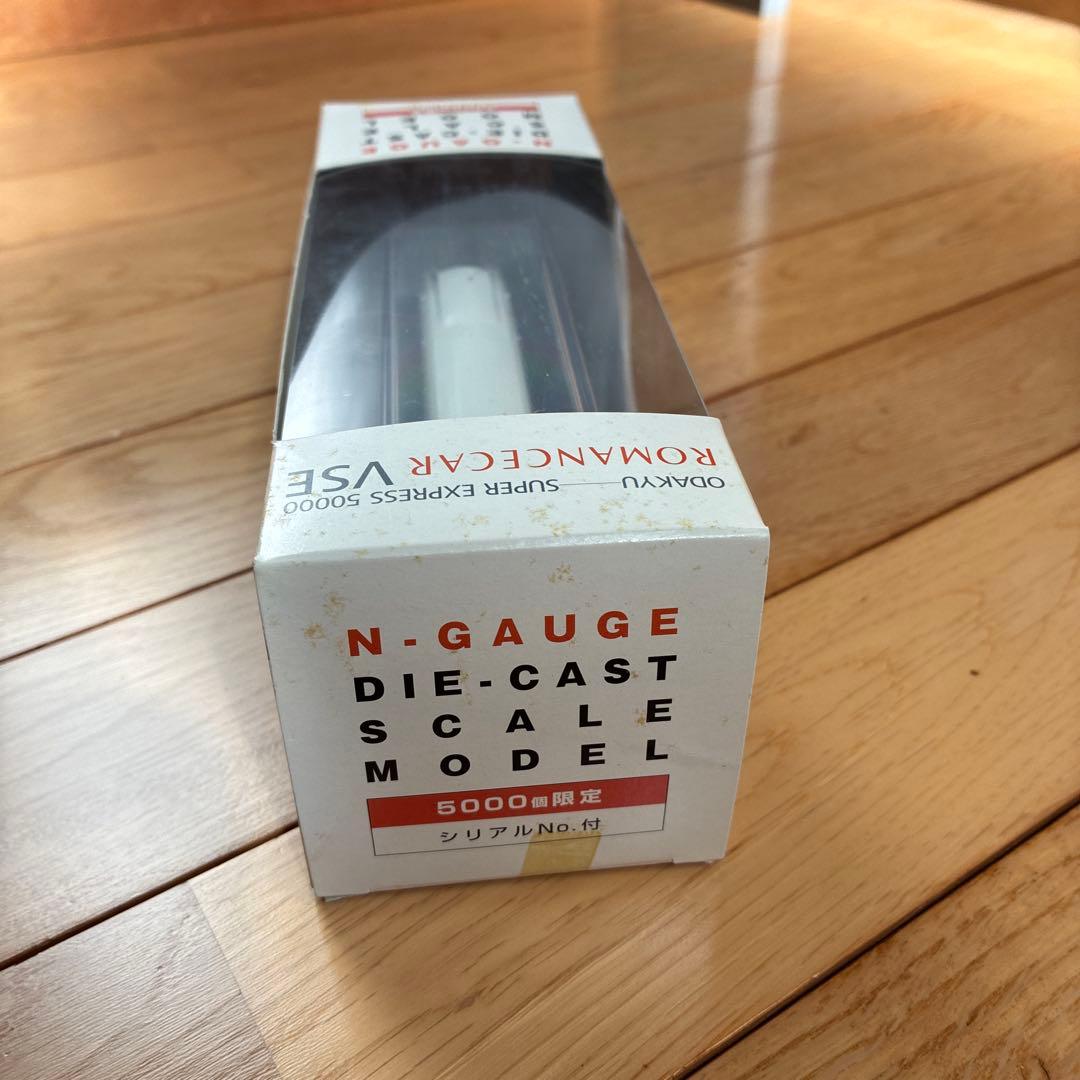 ODAKYU
SUPER EXPRESS 50000
ROMANCECAR VSE
N-GAUGE
DIE-CAST
SCALE
MODEL
5000個限定
シリアルNo.付